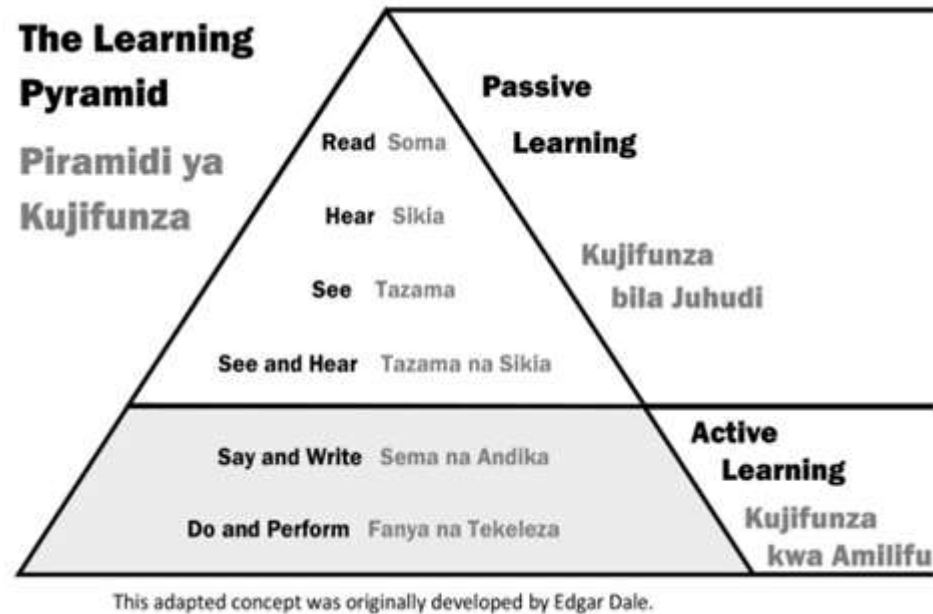 The Learning
Pyramid
Piramidi ya
Kujifunza
Passive
Learning
Kujifunza
bila Juhudi
Read Soma
Hear Sikia
See Tazama
See and Hear Tazama na Sikia
Say and Write Sema na Andika
Do and Perform Fanya na Tekeleza
Active
Learning
Kujifunza
kwa Amilifu
This adapted concept was originally developed by Edgar Dale.